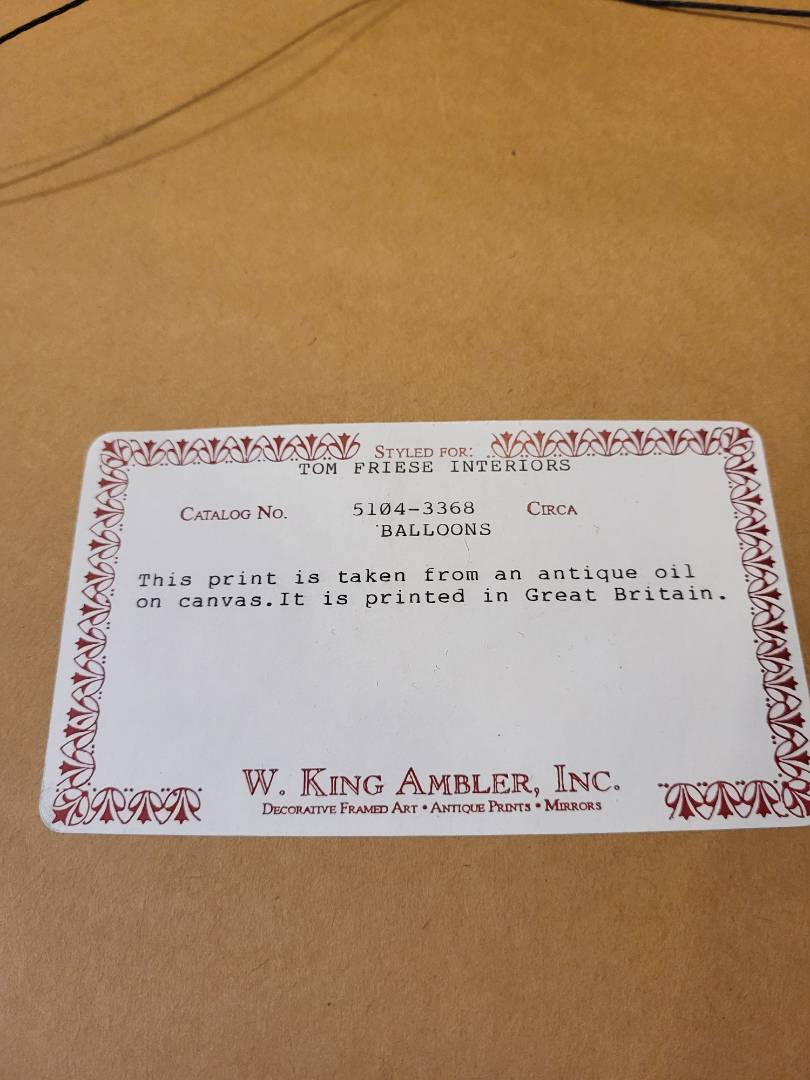 STYLED FOR:
TOM FRIESE INTERIORS
CATALOG NO. 5104-3368 CIRCA
BALLOONS
This print is taken from an antique oil
on canvas.It is printed in Great Britain.
W. KING AMBLER, INC.
DECORATIVE FRAMED ART • ANTIQUE PRINTS • MIRRORS